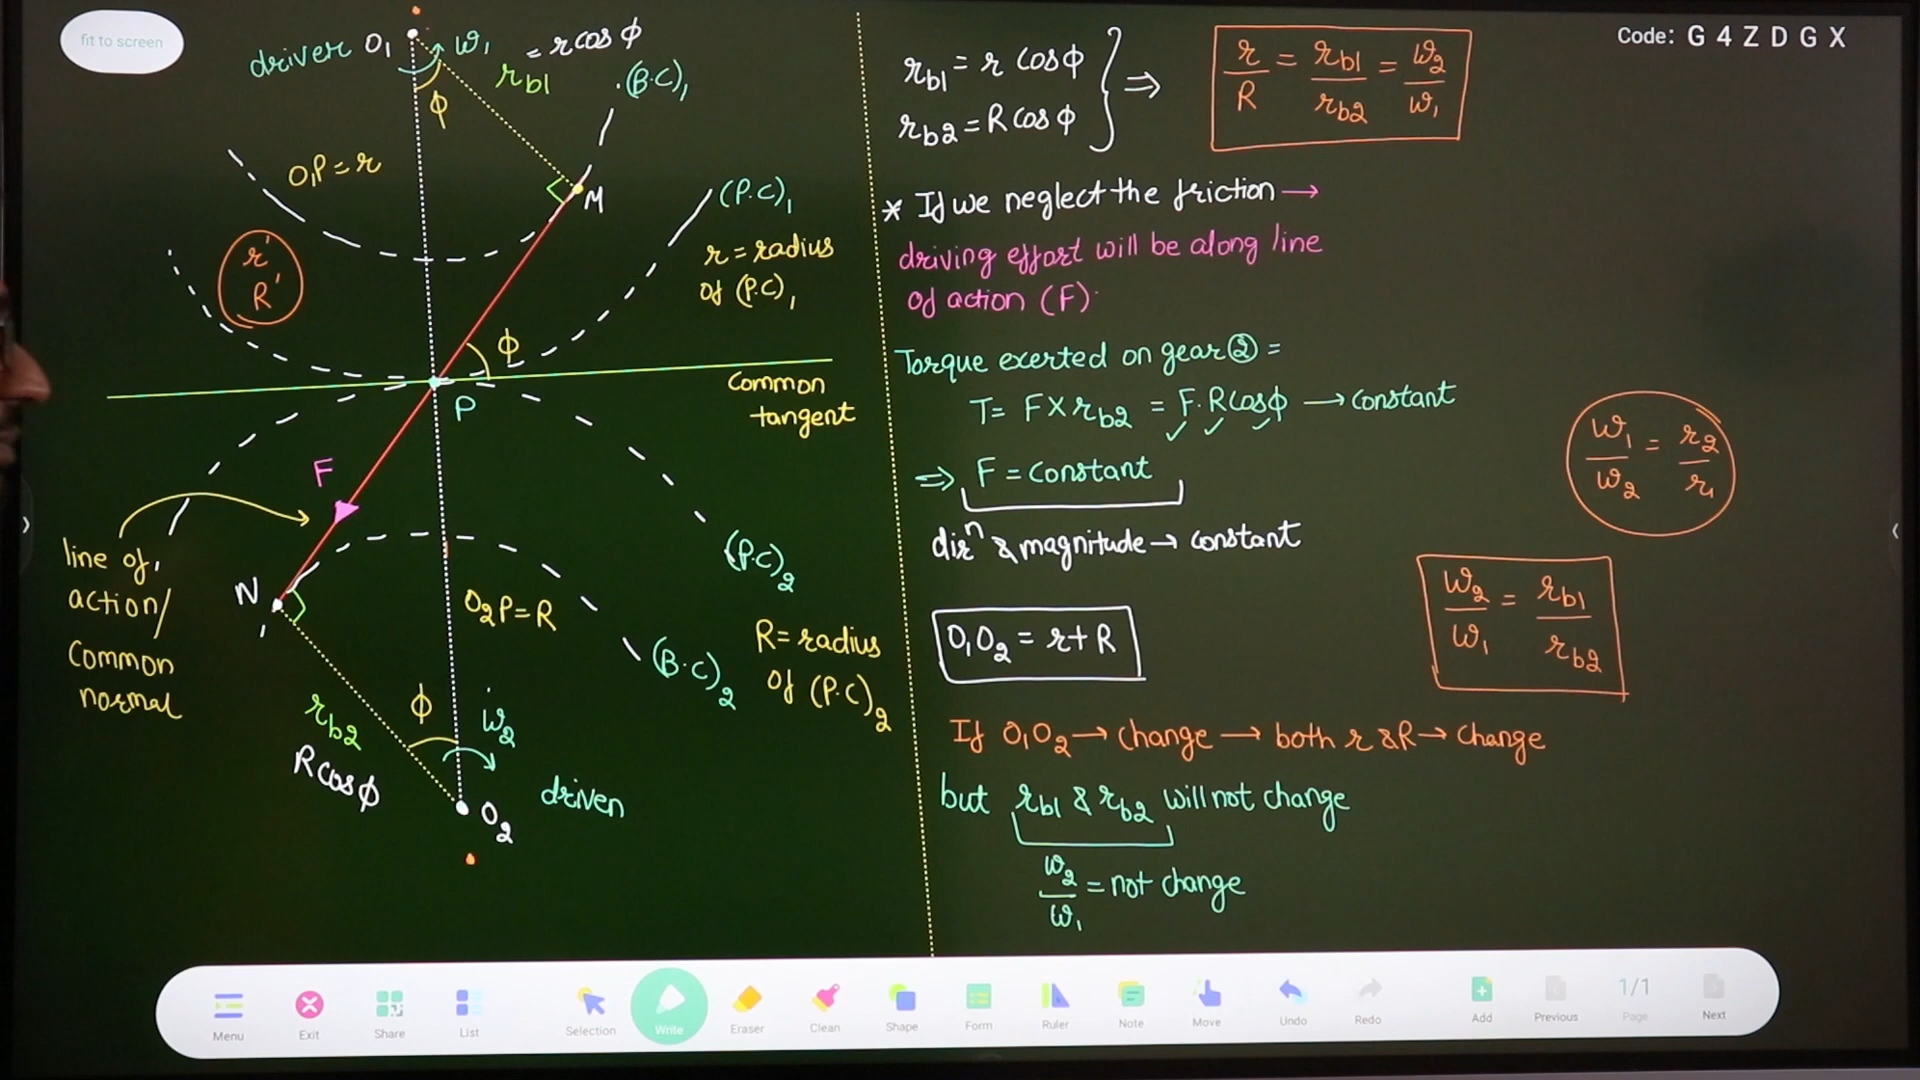 fit to screen
Code: G 4 Z D G X
driver O₁ ω₁ = r cos ϕ
r_b1
.(B.C)₁
ϕ
O₁P = r
M
(P.C)₁
r'
R'
r = radius
of (P.C)₁
ϕ
Common
tangent
P
F
line of
action/
Common
normal
N
(P.C)₂
O₂P = R
R = radius
of (P.C)₂
(B.C)₂
r_b2
ϕ
ω₂
R cos ϕ
driven
O₂
r_b1 = r cos ϕ
r_b2 = R cos ϕ
} ⇒ r/R = r_b1/r_b2 = ω₂/ω₁
* If we neglect the friction →
driving effort will be along line
of action (F)
Torque exerted on gear ② =
T = F × r_b2 = F. R cos ϕ → constant
⇒ F = Constant
dirⁿ & magnitude → constant
ω₁/ω₂ = r₂/r₁
O₁O₂ = r + R
ω₂/ω₁ = r_b1/r_b2
If O₁O₂ → change → both r & R → change
but r_b1 & r_b2 will not change
ω₂/ω₁ = not change
Menu
Exit
Share
List
Selection
Write
Eraser
Clean
Shape
Form
Ruler
Note
Move
Undo
Redo
Add
Previous
1/1
Page
Next